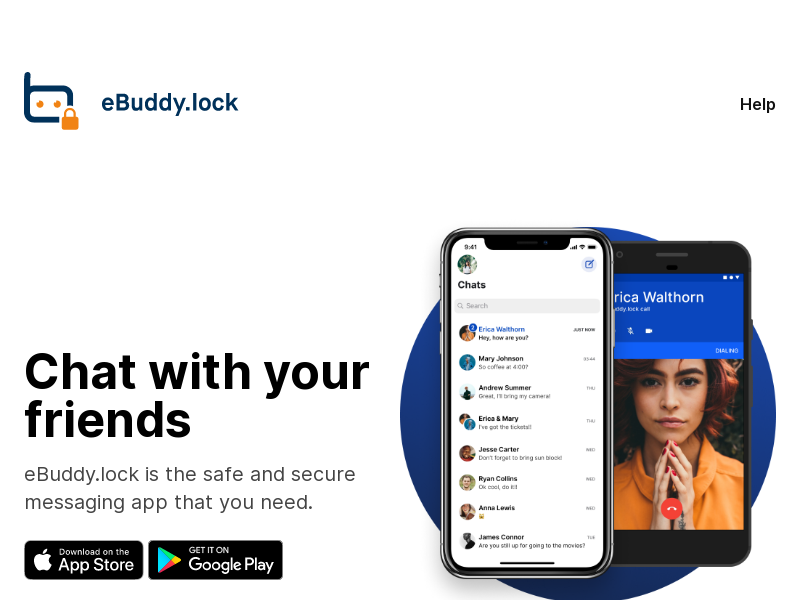 eBuddy.lock
Help
Chat with your
friends
eBuddy.lock is the safe and secure
messaging app that you need.
Download on the
App Store
GET IT ON
Google Play
9:41
Chats
Search
2
Erica Walthorn
JUST NOW
Hey, how are you?
Mary Johnson
03:44
So coffee at 4:00?
Andrew Summer
THU
Great, I'll bring my camera!
Erica & Mary
THU
I've got the tickets!!
Jesse Carter
WED
Don't forget to bring sun block!
Ryan Collins
WED
Ok cool, do it!!
Anna Lewis
WED
James Connor
TUE
Are you still up for going to the movies?
rica Walthorn
ddy.lock call
DIALING